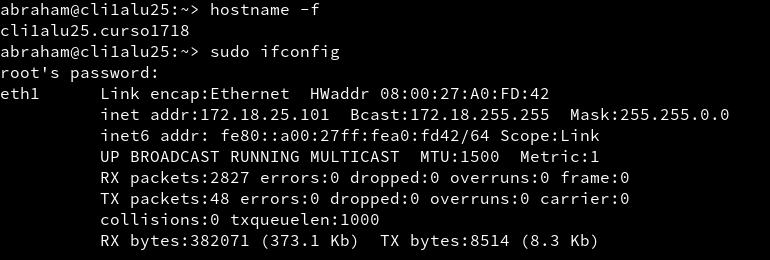 abraham@cli1alu25:~> hostname -f
cli1alu25.curso1718
abraham@cli1alu25:~> sudo ifconfig
root's password:
eth1      Link encap:Ethernet  HWaddr 08:00:27:A0:FD:42
          inet addr:172.18.25.101  Bcast:172.18.255.255  Mask:255.255.0.0
          inet6 addr: fe80::a00:27ff:fea0:fd42/64 Scope:Link
          UP BROADCAST RUNNING MULTICAST  MTU:1500  Metric:1
          RX packets:2827 errors:0 dropped:0 overruns:0 frame:0
          TX packets:48 errors:0 dropped:0 overruns:0 carrier:0
          collisions:0 txqueuelen:1000
          RX bytes:382071 (373.1 Kb)  TX bytes:8514 (8.3 Kb)